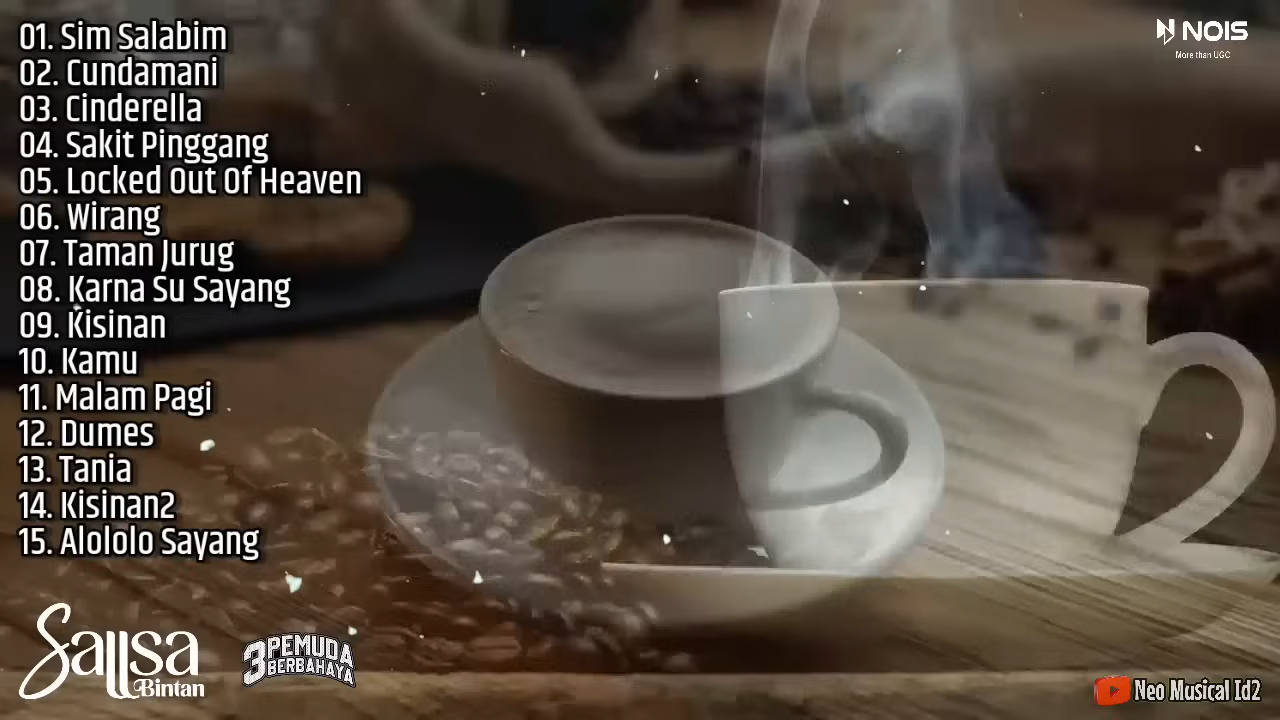 01. Sim Salabim
02. Cundamani
03. Cinderella
04. Sakit Pinggang
05. Locked Out Of Heaven
06. Wirang
07. Taman Jurug
08. Karna Su Sayang
09. Kisinan
10. Kamu
11. Malam Pagi
12. Dumes
13. Tania
14. Kisinan2
15. Alololo Sayang
NOIS
More than UGC
Sallsa
Bintan
3 PEMUDA
BERBAHAYA
Neo Musical Id2